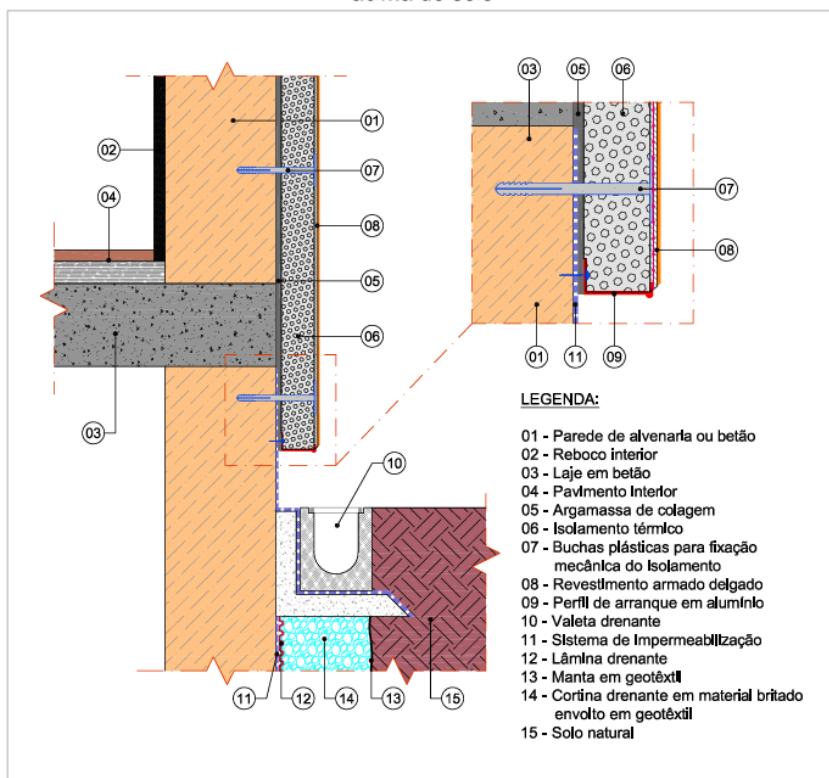 01
02
07
04
08
05
06
03
10
11
12
14
13
15
03
05
06
07
08
01
11
09
LEGENDA:
01 - Parede de alvenaria ou betão
02 - Reboco interior
03 - Laje em betão
04 - Pavimento interior
05 - Argamassa de colagem
06 - Isolamento térmico
07 - Buchas plásticas para fixação
mecânica do isolamento
08 - Revestimento armado delgado
09 - Perfil de arranque em alumínio
10 - Valeta drenante
11 - Sistema de impermeabilização
12 - Lâmina drenante
13 - Manta em geotêxtil
14 - Cortina drenante em material britado
envolto em geotêxtil
15 - Solo natural